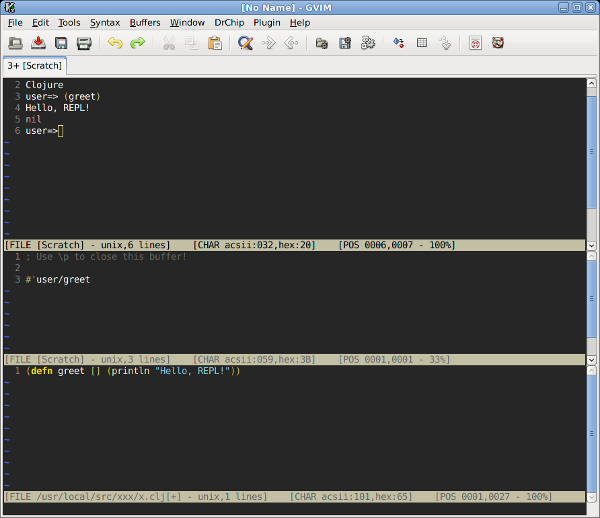 [No Name] - GVIM
File Edit Tools Syntax Buffers Window DrChip Plugin Help
3+ [Scratch]
2 Clojure
3 user=> (greet)
4 Hello, REPL!
5 nil
6 user=>
~
~
~
~
~
~
~
~
~
[FILE [Scratch] - unix,6 lines] [CHAR acsii:032,hex:20] [POS 0006,0007 - 100%]
1 ; Use \p to close this buffer!
2
3 #'user/greet
~
~
~
~
~
~
[FILE [Scratch] - unix,3 lines] [CHAR acsii:059,hex:3B] [POS 0001,0001 - 33%]
1 (defn greet [] (println "Hello, REPL!"))
~
~
~
~
~
~
~
~
~
~
[FILE /usr/local/src/xxx/x.clj[+] - unix,1 lines] [CHAR acsii:101,hex:65] [POS 0001,0027 - 100%]